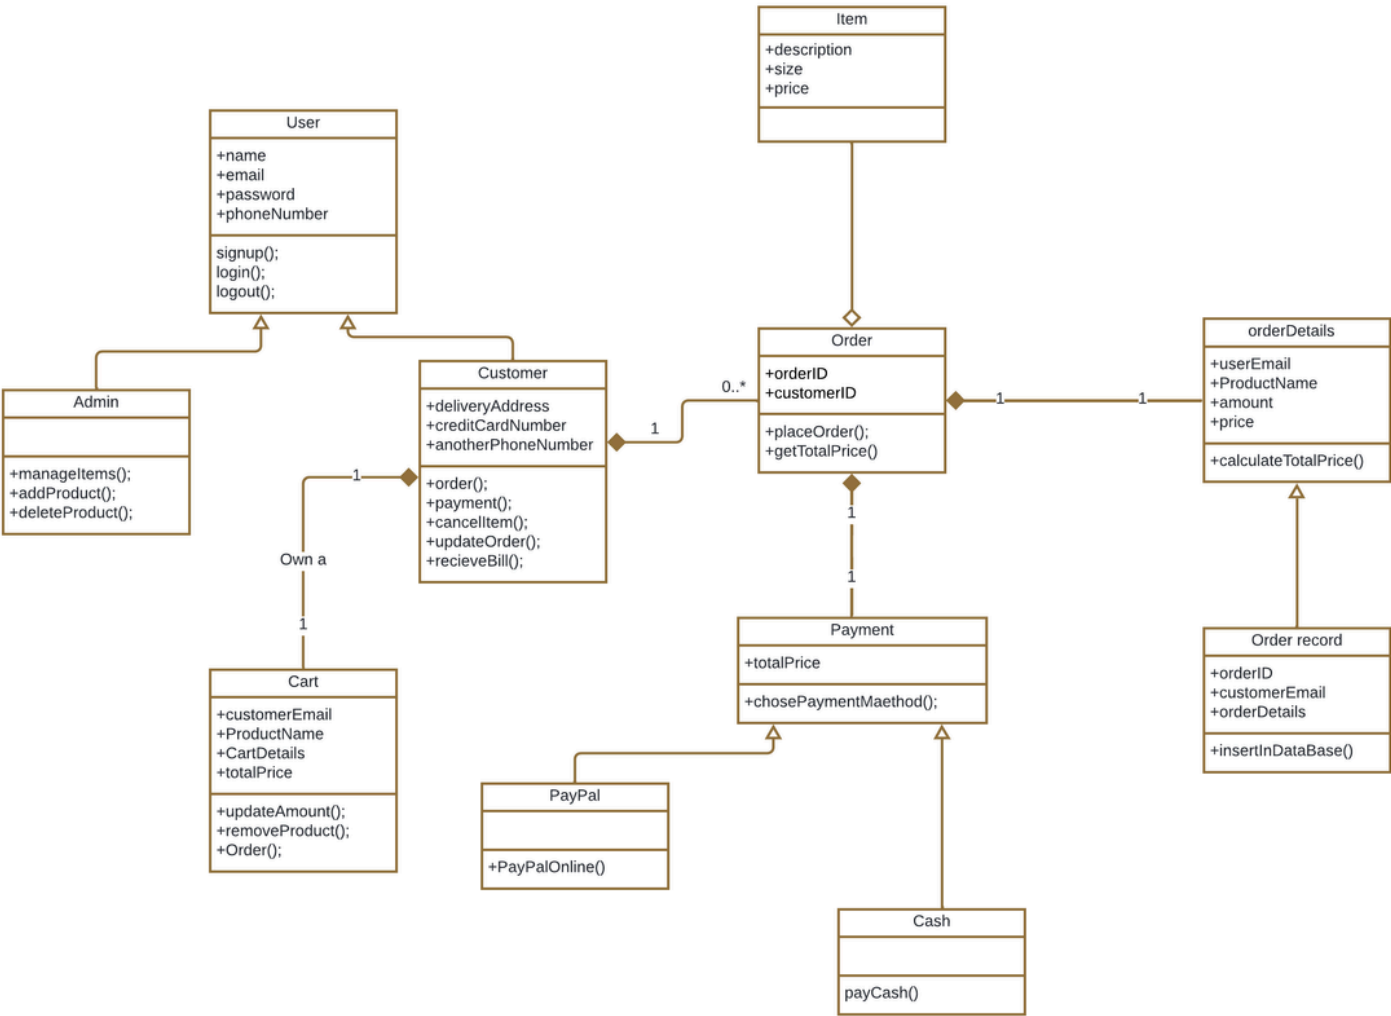 Item
+description
+size
+price
User
+name
+email
+password
+phoneNumber
signup();
login();
logout();
Admin
+manageItems();
+addProduct();
+deleteProduct();
Customer
+deliveryAddress
+creditCardNumber
+anotherPhoneNumber
+order();
+payment();
+cancelItem();
+updateOrder();
+recieveBill();
1
0..*
Order
+orderID
+customerID
+placeOrder();
+getTotalPrice()
1
1
orderDetails
+userEmail
+ProductName
+amount
+price
+calculateTotalPrice()
1
Own a
1
Cart
+customerEmail
+ProductName
+CartDetails
+totalPrice
+updateAmount();
+removeProduct();
+Order();
1
1
Payment
+totalPrice
+chosePaymentMaethod();
Order record
+orderID
+customerEmail
+orderDetails
+insertInDataBase()
PayPal
+PayPalOnline()
Cash
payCash()